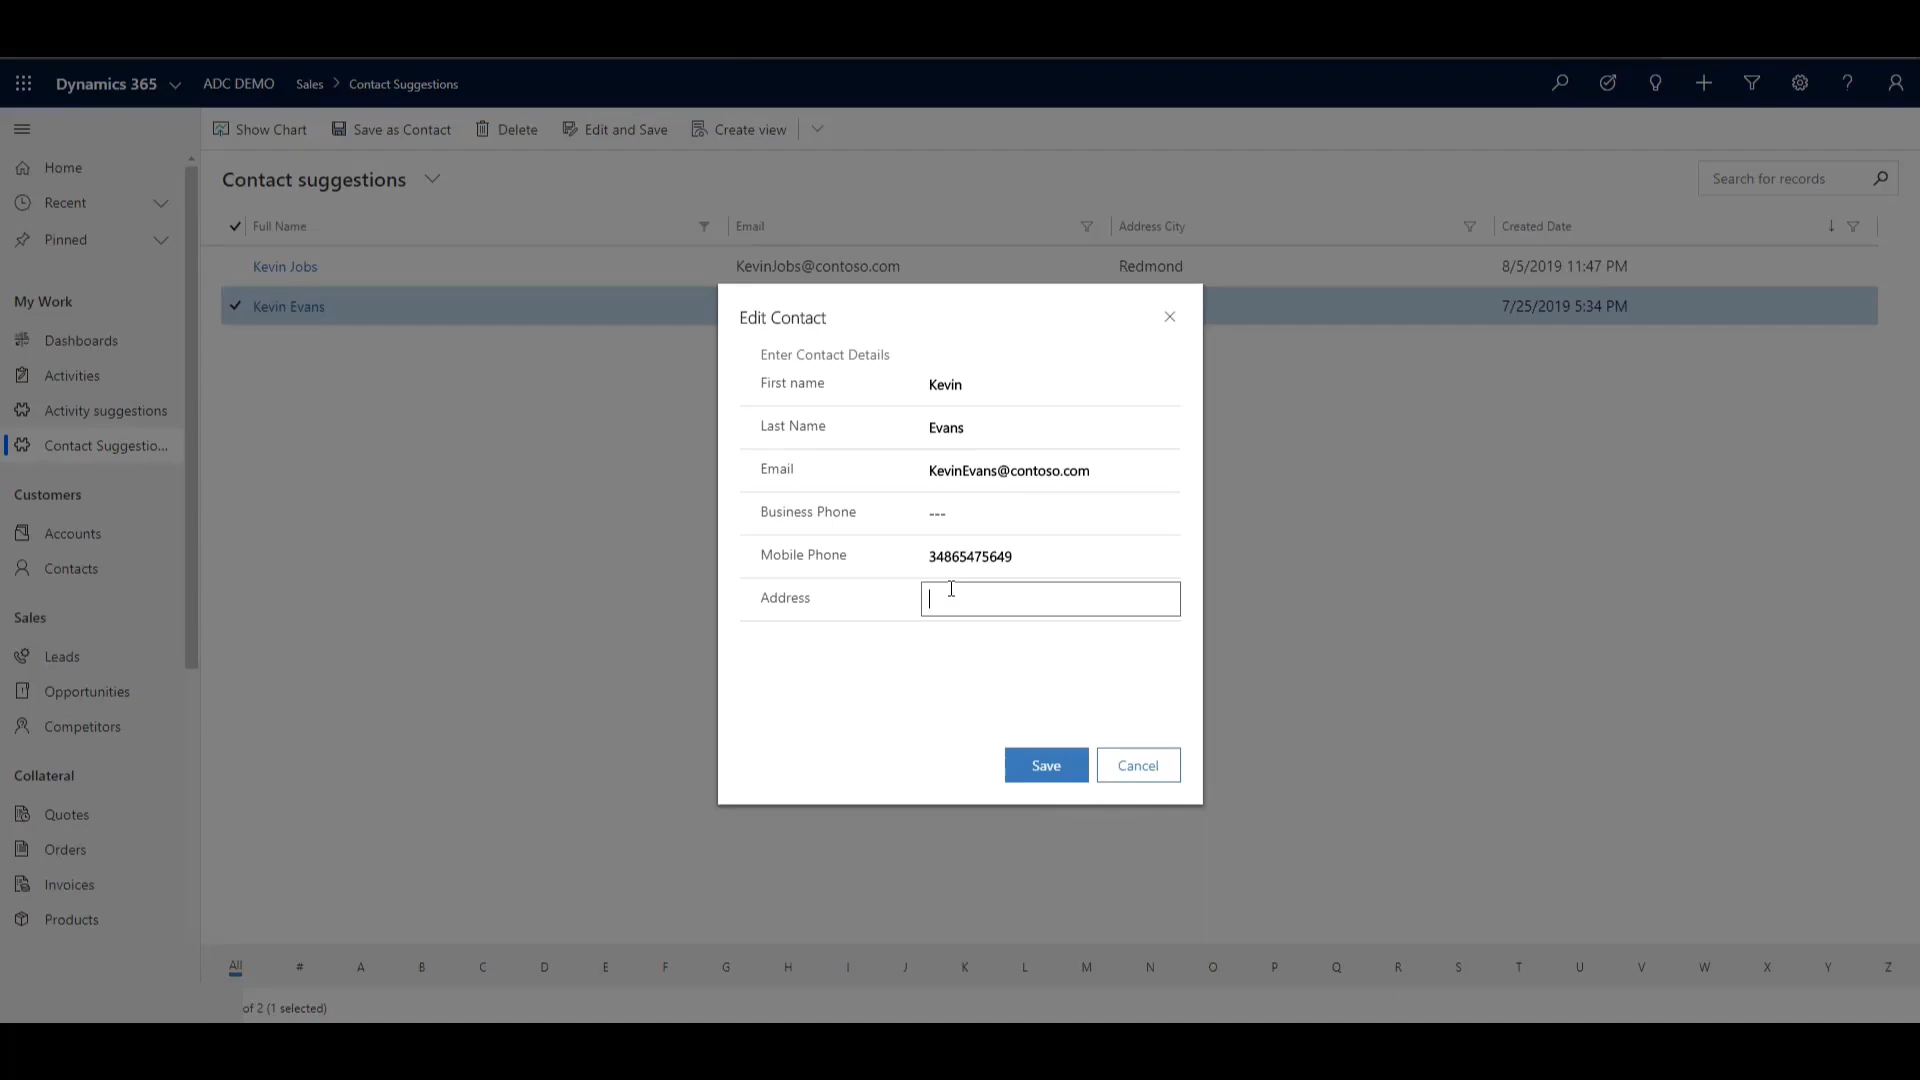 Dynamics 365 ADC DEMO Sales > Contact Suggestions
Show Chart Save as Contact Delete Edit and Save Create view
Home
Recent
Pinned
My Work
Dashboards
Activities
Activity suggestions
Contact Suggestio...
Customers
Accounts
Contacts
Sales
Leads
Opportunities
Competitors
Collateral
Quotes
Orders
Invoices
Products
Contact suggestions
Search for records
Full Name Email Address City Created Date
Kevin Jobs KevinJobs@contoso.com Redmond 8/5/2019 11:47 PM
Kevin Evans 7/25/2019 5:34 PM
Edit Contact
Enter Contact Details
First name Kevin
Last Name Evans
Email KevinEvans@contoso.com
Business Phone ---
Mobile Phone 34865475649
Address
Save Cancel
All # A B C D E F G H I J K L M N O P Q R S T U V W X Y Z
of 2 (1 selected)